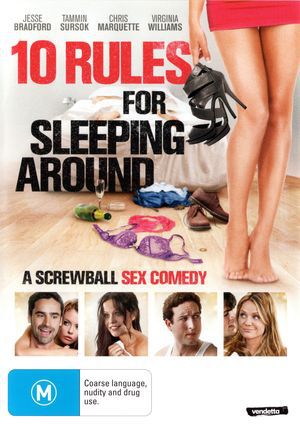 JESSE TAMMIN CHRIS VIRGINIA
BRADFORD SURSOK MARQUETTE WILLIAMS
10 RULES
FOR
SLEEPING
AROUND
A SCREWBALL SEX COMEDY
M
Coarse language,
nudity and drug
use.
vendetta